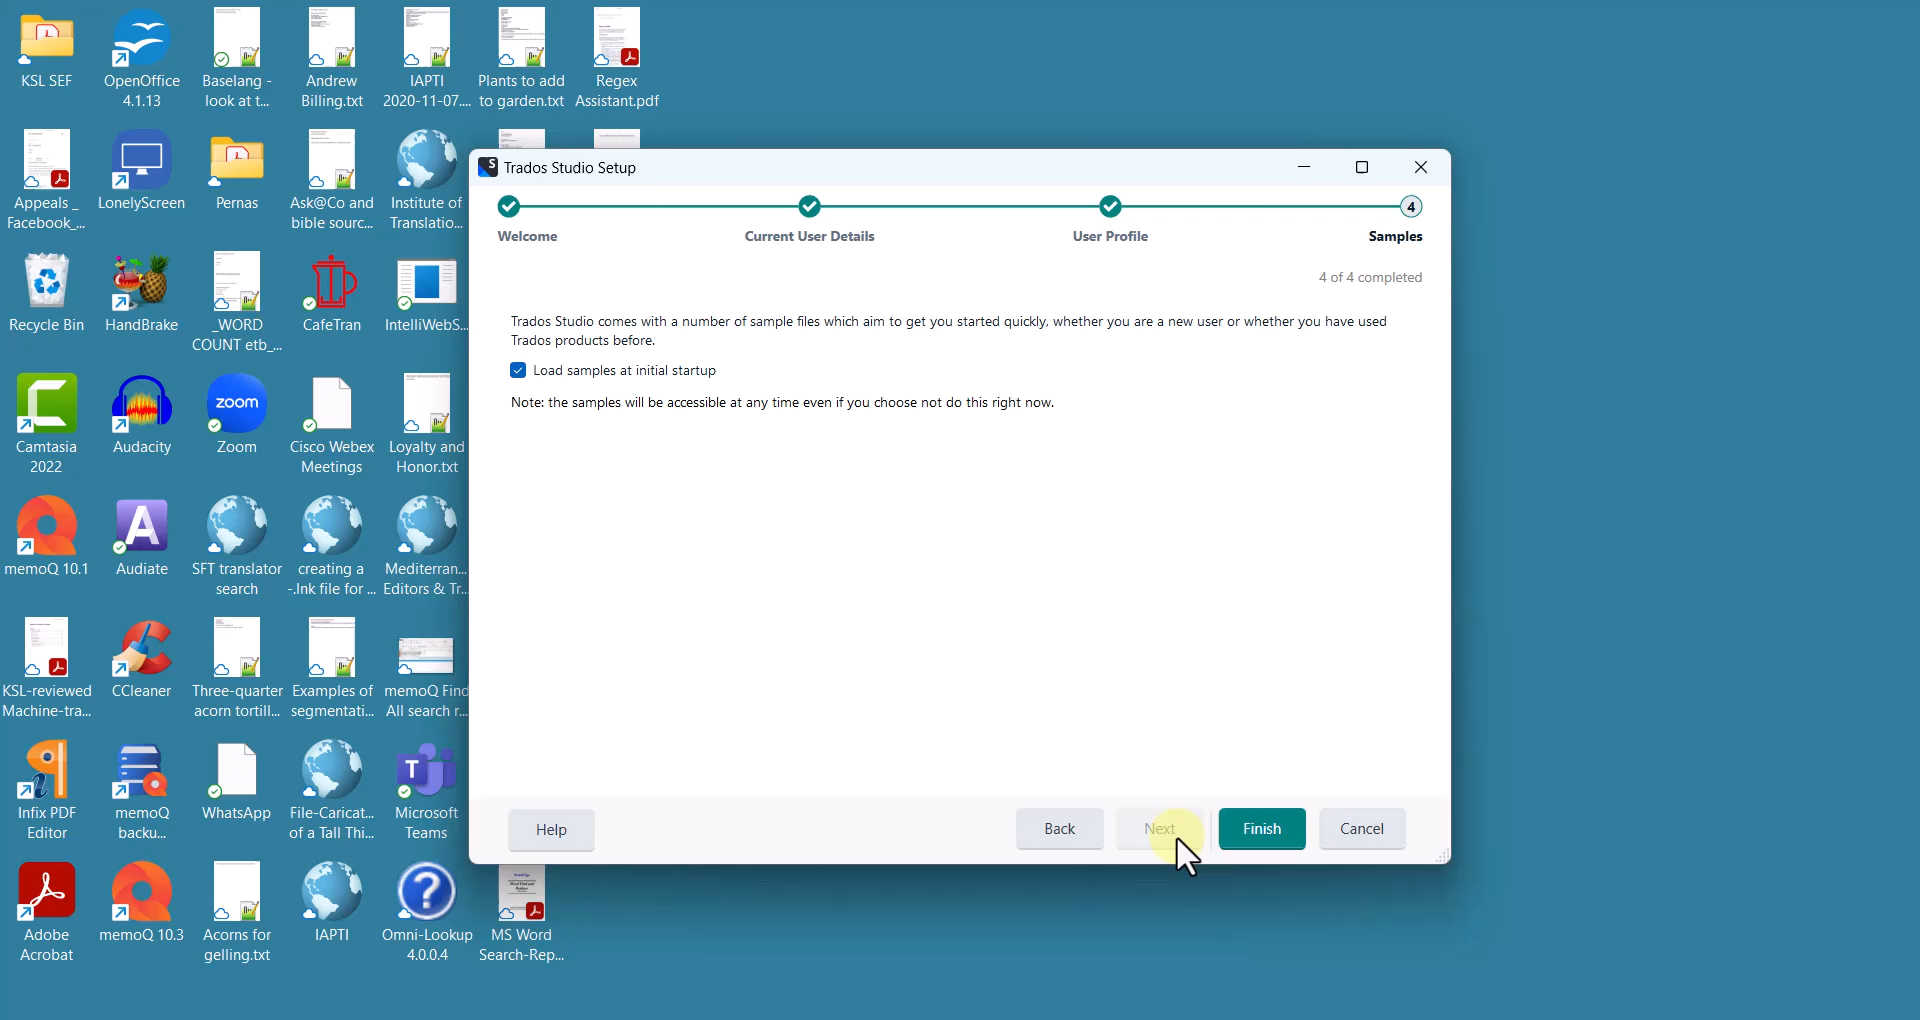 KSL SEF
OpenOffice
4.1.13
Baselang -
look at t...
Andrew
Billing.txt
IAPTI
2020-11-07....
Plants to add
to garden.txt
Regex
Assistant.pdf
Appeals _
Facebook_...
LonelyScreen
Pernas
Ask@Co and
bible sourc...
Institute of
Translatio...
Recycle Bin
HandBrake
_WORD
COUNT etb_...
CafeTran
IntelliWebS...
Camtasia
2022
Audacity
zoom
Zoom
Cisco Webex
Meetings
Loyalty and
Honor.txt
memoQ 10.1
Audiate
SFT translator
search
creating a
-.lnk file for ...
Mediterran...
Editors & Tr...
KSL-reviewed
Machine-tra...
CCleaner
Three-quarter
acorn tortill...
Examples of
segmentati...
memoQ Find
All search r...
Infix PDF
Editor
memoQ
backu...
WhatsApp
File-Caricat...
of a Tall Thi...
Microsoft
Teams
Adobe
Acrobat
memoQ 10.3
Acorns for
gelling.txt
IAPTI
Omni-Lookup
4.0.0.4
MS Word
Search-Rep...
Trados Studio Setup
4
Welcome
Current User Details
User Profile
Samples
4 of 4 completed
Trados Studio comes with a number of sample files which aim to get you started quickly, whether you are a new user or whether you have used
Trados products before.
Load samples at initial startup
Note: the samples will be accessible at any time even if you choose not do this right now.
Help
Back
Next
Finish
Cancel